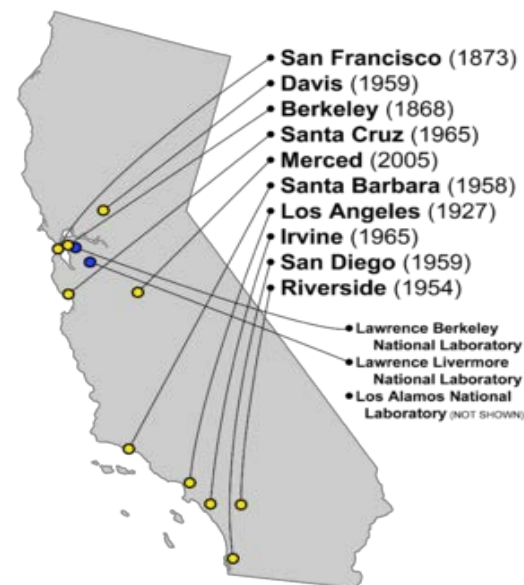 San Francisco (1873)
Davis (1959)
Berkeley (1868)
Santa Cruz (1965)
Merced (2005)
Santa Barbara (1958)
Los Angeles (1927)
Irvine (1965)
San Diego (1959)
Riverside (1954)
Lawrence Berkeley
National Laboratory
Lawrence Livermore
National Laboratory
Los Alamos National
Laboratory (NOT SHOWN)